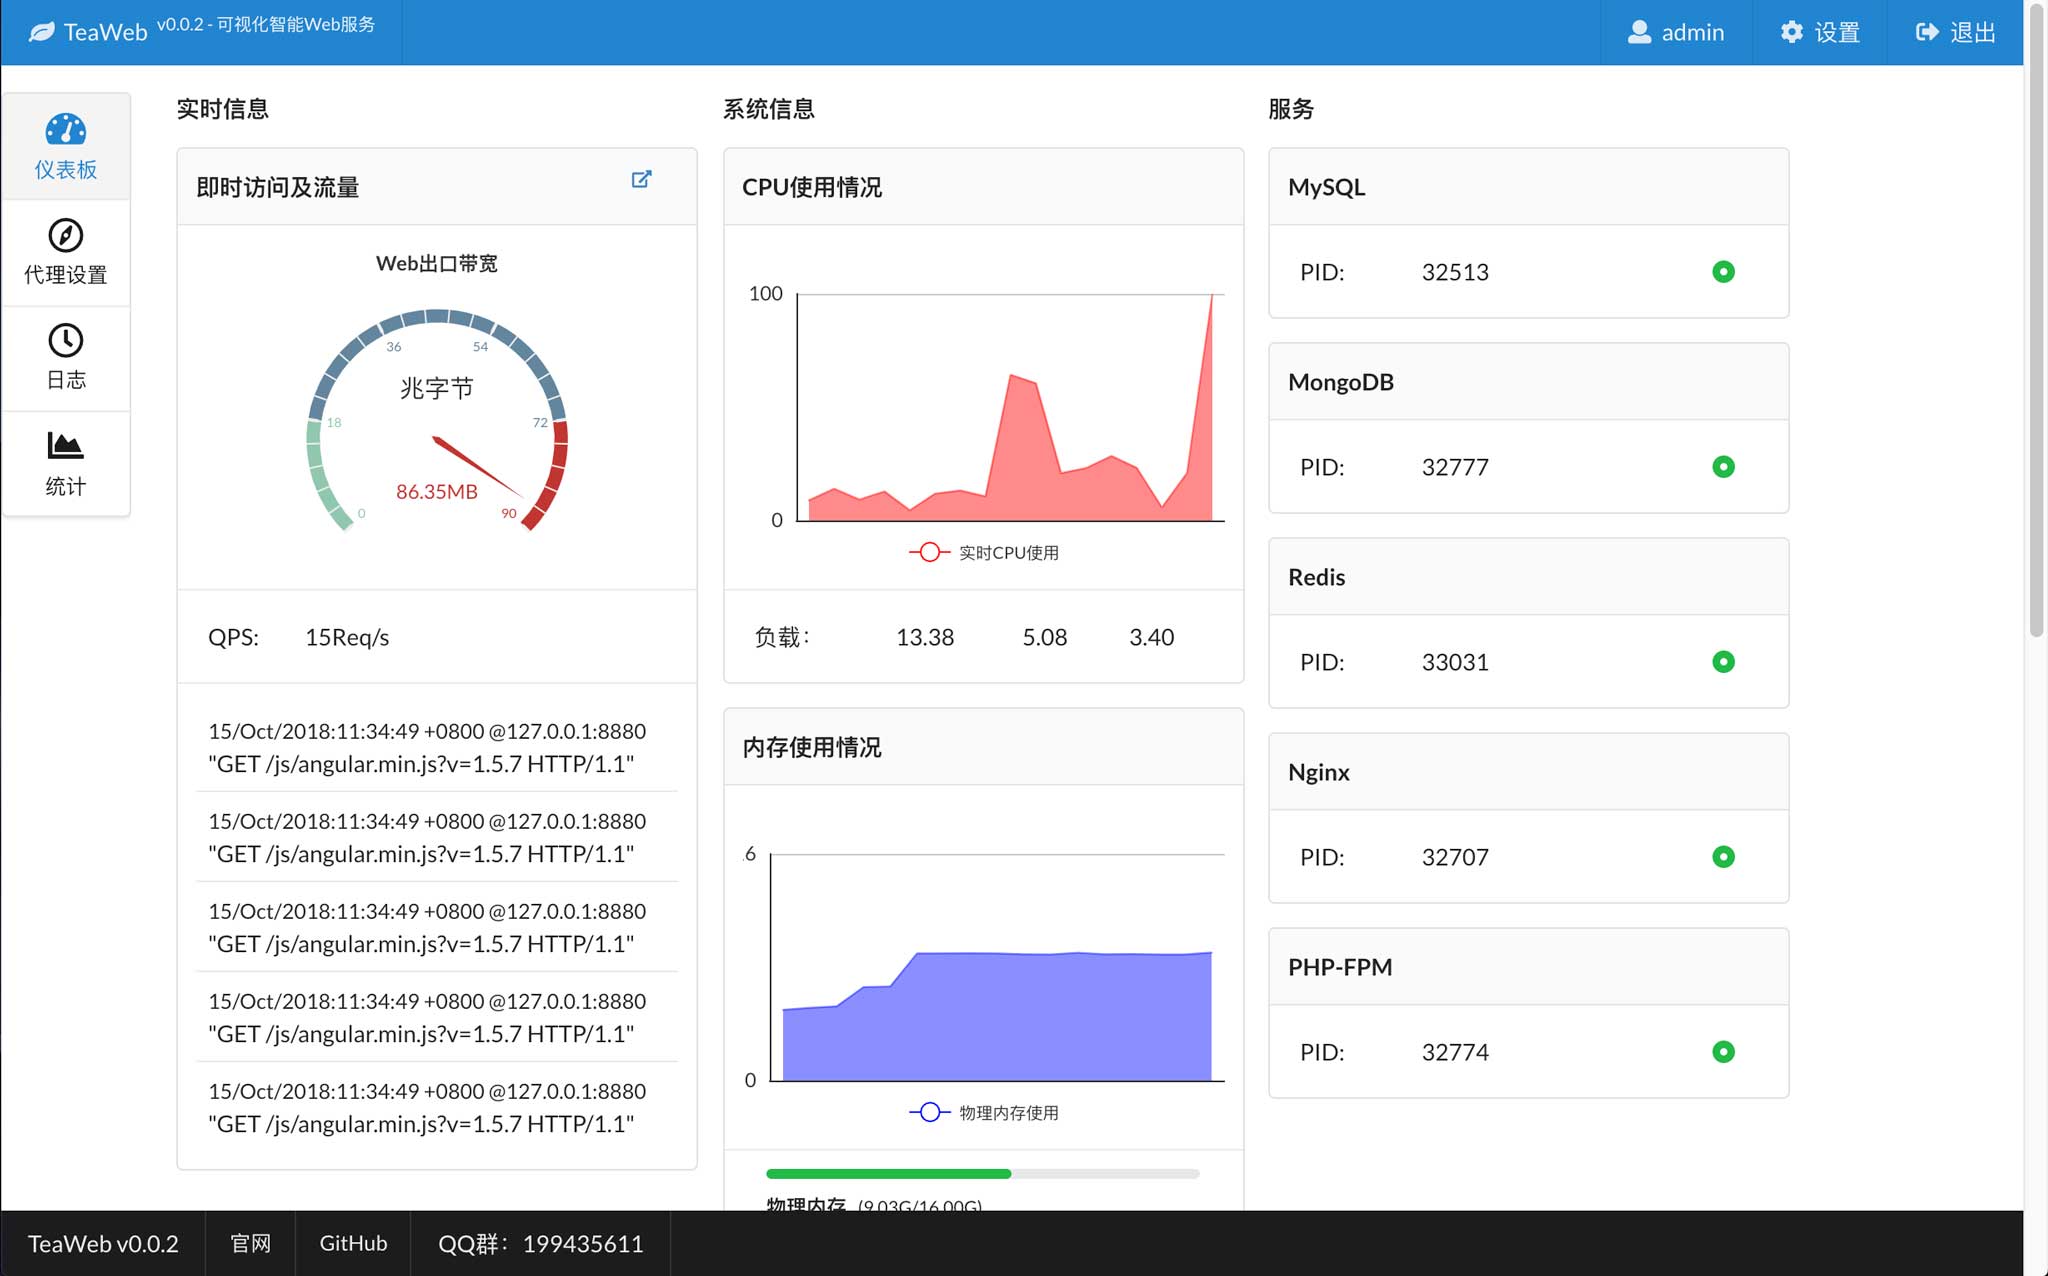 TeaWeb v0.0.2 - 可视化智能Web服务
admin
设置
退出
仪表板
代理设置
日志
统计
实时信息
即时访问及流量
Web出口带宽
36
54
兆字节
18
72
86.35MB
0
90
QPS: 15Req/s
15/Oct/2018:11:34:49 +0800 @127.0.0.1:8880
"GET /js/angular.min.js?v=1.5.7 HTTP/1.1"
15/Oct/2018:11:34:49 +0800 @127.0.0.1:8880
"GET /js/angular.min.js?v=1.5.7 HTTP/1.1"
15/Oct/2018:11:34:49 +0800 @127.0.0.1:8880
"GET /js/angular.min.js?v=1.5.7 HTTP/1.1"
15/Oct/2018:11:34:49 +0800 @127.0.0.1:8880
"GET /js/angular.min.js?v=1.5.7 HTTP/1.1"
15/Oct/2018:11:34:49 +0800 @127.0.0.1:8880
"GET /js/angular.min.js?v=1.5.7 HTTP/1.1"
系统信息
CPU使用情况
100
0
实时CPU使用
负载: 13.38 5.08 3.40
内存使用情况
.6
0
物理内存使用
物理内存 (9.03G/16.00G)
服务
MySQL
PID: 32513
MongoDB
PID: 32777
Redis
PID: 33031
Nginx
PID: 32707
PHP-FPM
PID: 32774
TeaWeb v0.0.2
官网
GitHub
QQ群: 199435611